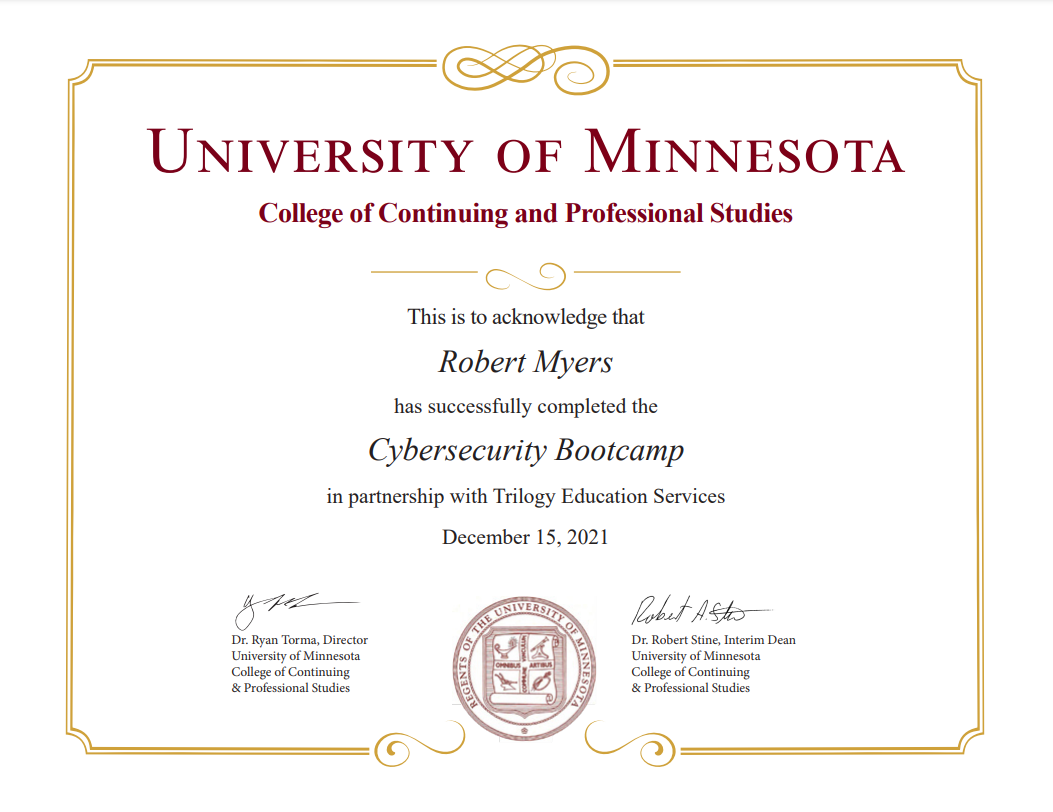 UNIVERSITY OF MINNESOTA
College of Continuing and Professional Studies
This is to acknowledge that
Robert Myers
has successfully completed the
Cybersecurity Bootcamp
in partnership with Trilogy Education Services
December 15, 2021
Robert A. Stine
Dr. Ryan Torma, Director
University of Minnesota
College of Continuing
& Professional Studies
REGENTS OF THE UNIVERSITY OF MINNESOTA
OMNIBUS ARTIBUS
COMMUNE VINCULUM
Dr. Robert Stine, Interim Dean
University of Minnesota
College of Continuing
& Professional Studies